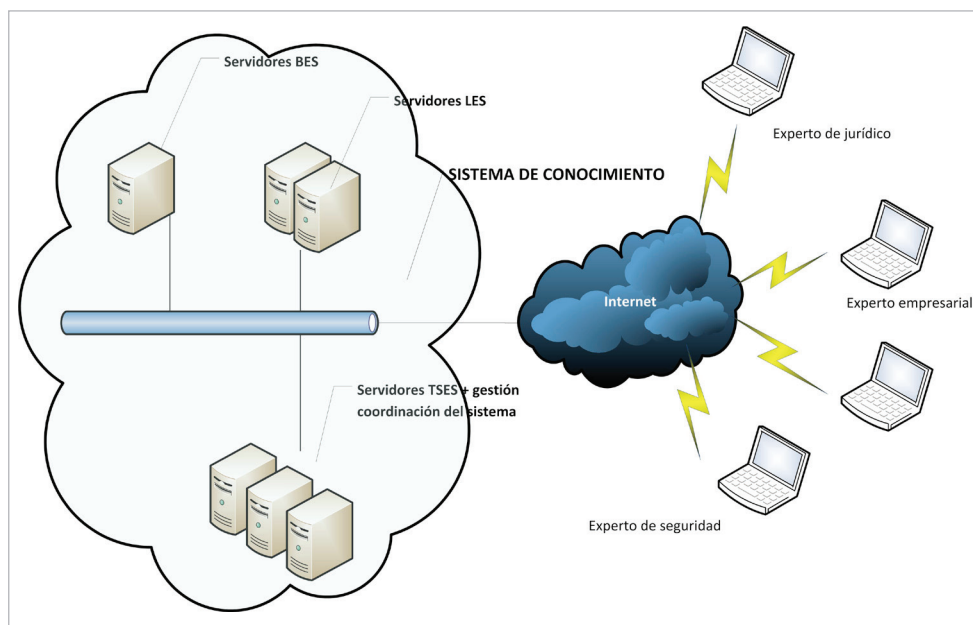 Servidores BES
Servidores LES
Experto de jurídico
SISTEMA DE CONOCIMIENTO
Internet
Experto empresarial
Servidores TSES + gestión
coordinación del sistema
Experto de seguridad